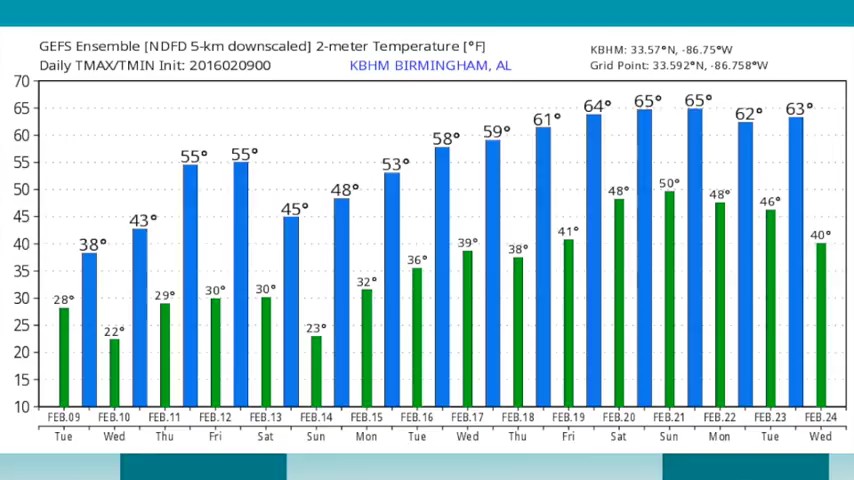 GEFS Ensemble [NDFD 5-km downscaled] 2-meter Temperature [°F]
KBHM: 33.57°N, -86.75°W
Daily TMAX/TMIN Init: 2016020900
KBHM BIRMINGHAM, AL
Grid Point: 33.592°N, -86.758°W
70
65
60
55
50
45
40
35
30
25
20
15
10
28° 38° 22° 43° 29° 55° 30° 55° 30° 45° 23° 48° 32° 53° 36° 58° 39° 59° 38° 61° 41° 64° 48° 65° 50° 65° 48° 62° 46° 63° 40°
FEB.09 FEB.10 FEB.11 FEB.12 FEB.13 FEB.14 FEB.15 FEB.16 FEB.17 FEB.18 FEB.19 FEB.20 FEB.21 FEB.22 FEB.23 FEB.24
Tue Wed Thu Fri Sat Sun Mon Tue Wed Thu Fri Sat Sun Mon Tue Wed